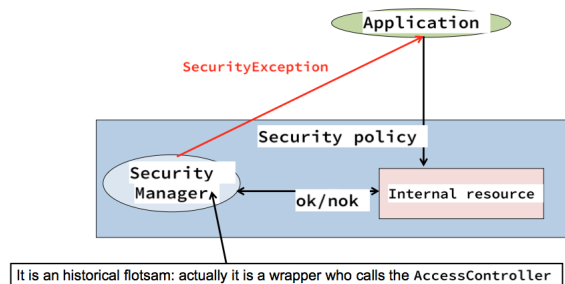 Application
SecurityException
Security policy
Security
Manager
Internal resource
ok/nok
It is an historical flotsam: actually it is a wrapper who calls the AccessController